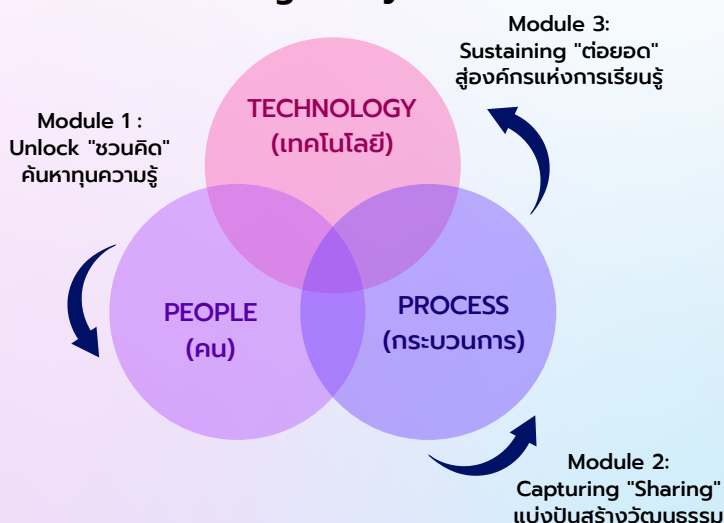 Module 3:
Sustaining "ต่อยอด"
สู่องค์กรแห่งการเรียนรู้
Module 1 :
Unlock "ชวนคิด"
ค้นหาทุนความรู้
TECHNOLOGY
(เทคโนโลยี)
PEOPLE
(คน)
PROCESS
(กระบวนการ)
Module 2:
Capturing "Sharing"
แบ่งปันสร้างวัฒนธรรม